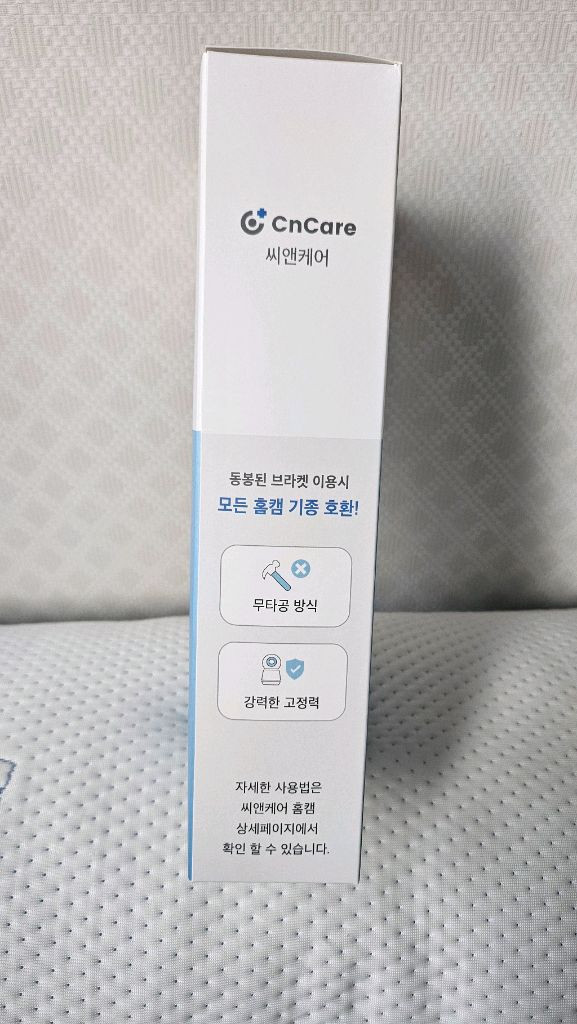 CnCare
씨앤케어
동봉된 브라켓 이용시
모든 홈캠 기종 호환!
무타공 방식
강력한 고정력
자세한 사용법은
씨앤케어 홈캠
상세페이지에서
확인 할 수 있습니다.